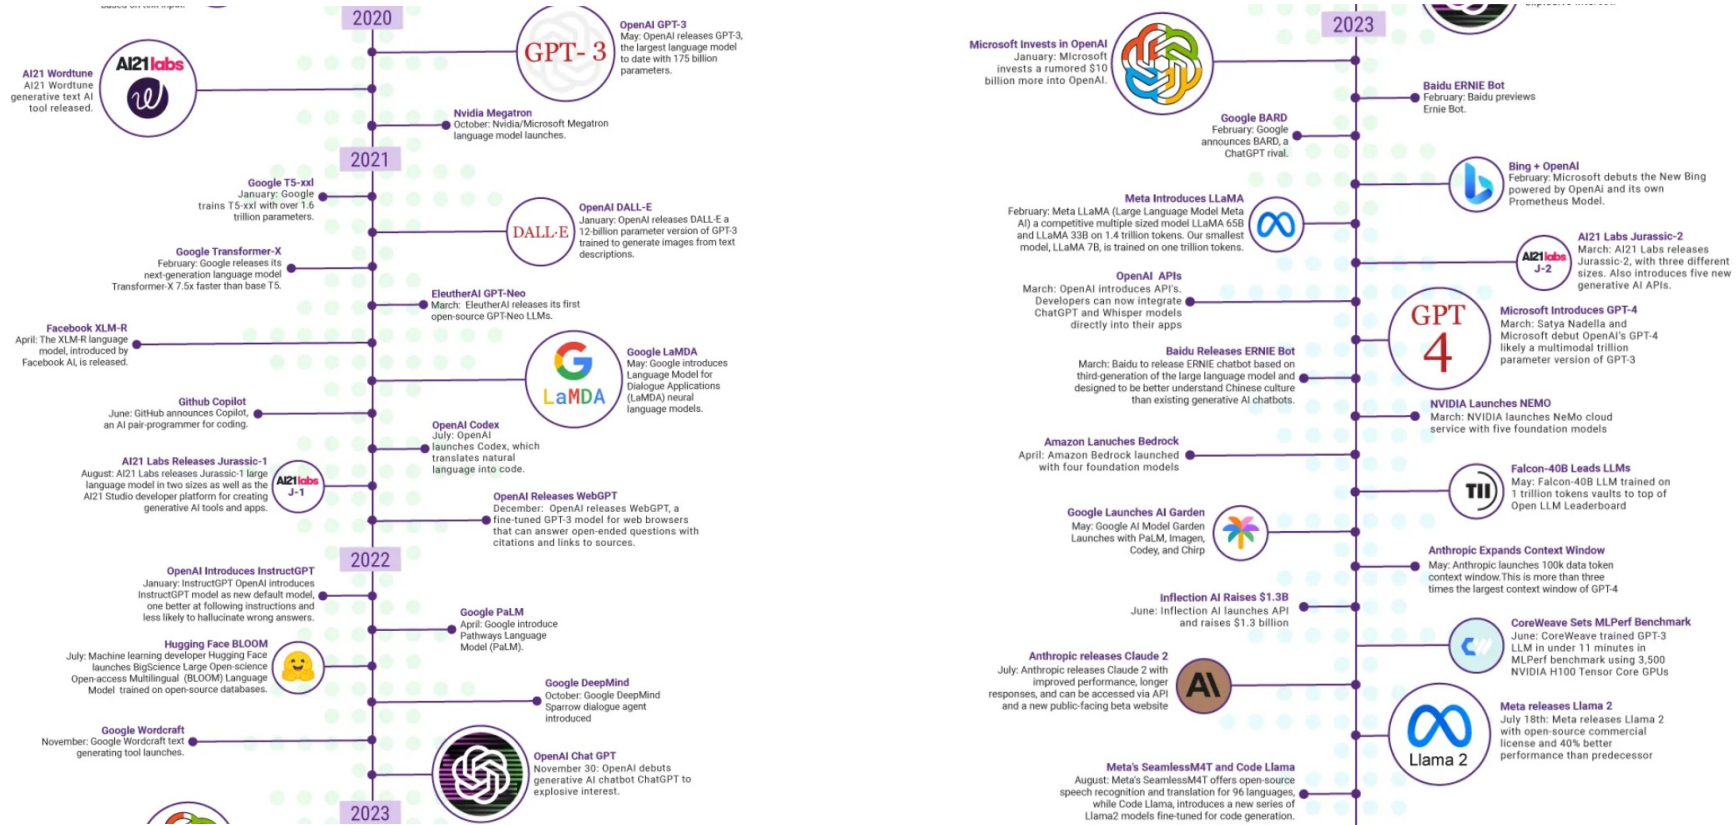 2020
OpenAI GPT-3
May: OpenAI releases GPT-3,
the largest language model
to date with 175 billion
parameters.
GPT- 3
AI21 Wordtune
AI21 Wordtune
generative text AI
tool released.
AI21labs
w
Nvidia Megatron
October: Nvidia/Microsoft Megatron
language model launches.
2021
Google T5-xxl
January: Google
trains T5-xxl with over 1.6
trillion parameters.
DALL·E
OpenAI DALL-E
January: OpenAI releases DALL-E a
12-billion parameter version of GPT-3
trained to generate images from text
descriptions.
Google Transformer-X
February: Google releases its
next-generation language model
Transformer-X 7.5x faster than base T5.
EleutherAI GPT-Neo
March: EleutherAI releases its first
open-source GPT-Neo LLMs.
Facebook XLM-R
April: The XLM-R language
model, introduced by
Facebook AI, is released.
G
LaMDA
Google LaMDA
May: Google introduces
Language Model for
Dialogue Applications
(LaMDA) neural
language models.
Github Copilot
June: GitHub announces Copilot,
an AI pair-programmer for coding.
OpenAI Codex
July: OpenAI
launches Codex, which
translates natural
language into code.
AI21 Labs Releases Jurassic-1
August: AI21 Labs releases Jurassic-1 large
language model in two sizes as well as the
AI21 Studio developer platform for creating
generative AI tools and apps.
AI21labs
J-1
OpenAI Releases WebGPT
December: OpenAI releases WebGPT, a
fine-tuned GPT-3 model for web browsers
that can answer open-ended questions with
citations and links to sources.
2022
OpenAI Introduces InstructGPT
January: InstructGPT OpenAI introduces
InstructGPT model as new default model,
one better at following instructions and
less likely to hallucinate wrong answers.
Google PaLM
April: Google introduce
Pathways Language
Model (PaLM).
Hugging Face BLOOM
July: Machine learning developer Hugging Face
launches BigScience Large Open-science
Open-access Multilingual (BLOOM) Language
Model trained on open-source databases.
Google DeepMind
October: Google DeepMind
Sparrow dialogue agent
introduced
Google Wordcraft
November: Google Wordcraft text
generating tool launches.
OpenAI Chat GPT
November 30: OpenAI debuts
generative AI chatbot ChatGPT to
explosive interest.
2023
2023
Microsoft Invests in OpenAI
January: Microsoft
invests a rumored $10
billion more into OpenAI.
Baidu ERNIE Bot
February: Baidu previews
Ernie Bot.
Google BARD
February: Google
announces BARD, a
ChatGPT rival.
Bing + OpenAI
February: Microsoft debuts the New Bing
powered by OpenAi and its own
Prometheus Model.
Meta Introduces LLaMA
February: Meta LLaMA (Large Language Model Meta
AI) a competitive multiple sized model LLaMA 65B
and LLaMA 33B on 1.4 trillion tokens. Our smallest
model, LLaMA 7B, is trained on one trillion tokens.
AI21labs
J-2
AI21 Labs Jurassic-2
March: AI21 Labs releases
Jurassic-2, with three different
sizes. Also introduces five new
generative AI APIs.
OpenAI APIs
March: OpenAI introduces API's.
Developers can now integrate
ChatGPT and Whisper models
directly into their apps
GPT
4
Microsoft Introduces GPT-4
March: Satya Nadella and
Microsoft debut OpenAI's GPT-4
likely a multimodal trillion
parameter version of GPT-3
Baidu Releases ERNIE Bot
March: Baidu to release ERNIE chatbot based on
third-generation of the large language model and
designed to be better understand Chinese culture
than existing generative AI chatbots.
NVIDIA Launches NEMO
March: NVIDIA launches NeMo cloud
service with five foundation models
Amazon Lanuches Bedrock
April: Amazon Bedrock launched
with four foundation models
TII
Falcon-40B Leads LLMs
May: Falcon-40B LLM trained on
1 trillion tokens vaults to top of
Open LLM Leaderboard
Google Launches AI Garden
May: Google AI Model Garden
Launches with PaLM, Imagen,
Codey, and Chirp
Anthropic Expands Context Window
May: Anthropic launches 100k data token
context window.This is more than three
times the largest context window of GPT-4
Inflection AI Raises $1.3B
June: Inflection AI launches API
and raises $1.3 billion
CoreWeave Sets MLPerf Benchmark
June: CoreWeave trained GPT-3
LLM in under 11 minutes in
MLPerf benchmark using 3,500
NVIDIA H100 Tensor Core GPUs
Anthropic releases Claude 2
July: Anthropic releases Claude 2 with
improved performance, longer
responses, and can be accessed via API
and a new public-facing beta website
AI
Llama 2
Meta releases Llama 2
July 18th: Meta releases Llama 2
with open-source commercial
license and 40% better
performance than predecessor
Meta's SeamlessM4T and Code Llama
August: Meta's SeamlessM4T offers open-source
speech recognition and translation for 96 languages,
while Code Llama, introduces a new series of
Llama2 models fine-tuned for code generation.